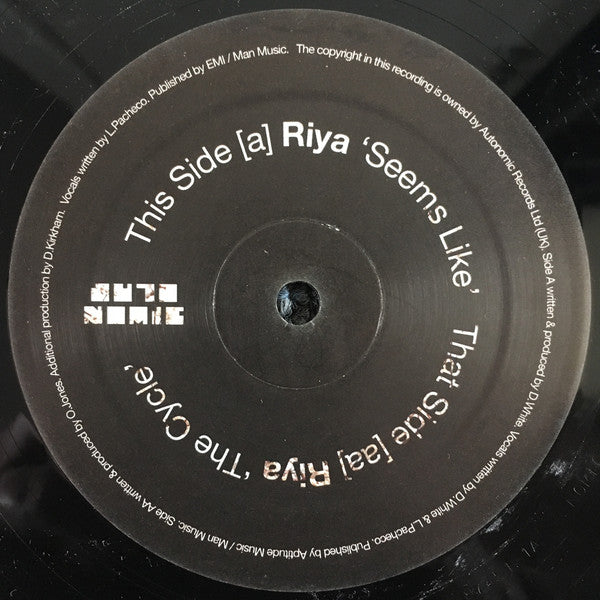 This Side [a] Riya ‘Seems Like’ That Side [aa] Riya ‘The Cycle’
The copyright in this recording is owned by Autonomic Records Ltd (UK). Side A written & produced by D.White. Vocals written by D.White & L.Pacheco. Published by Aptitude Music / Man Music. Side AA written & produced by O.Jones. Additional production by D.Kirkham. Vocals written by L.Pacheco. Published by EMI / Man Music.